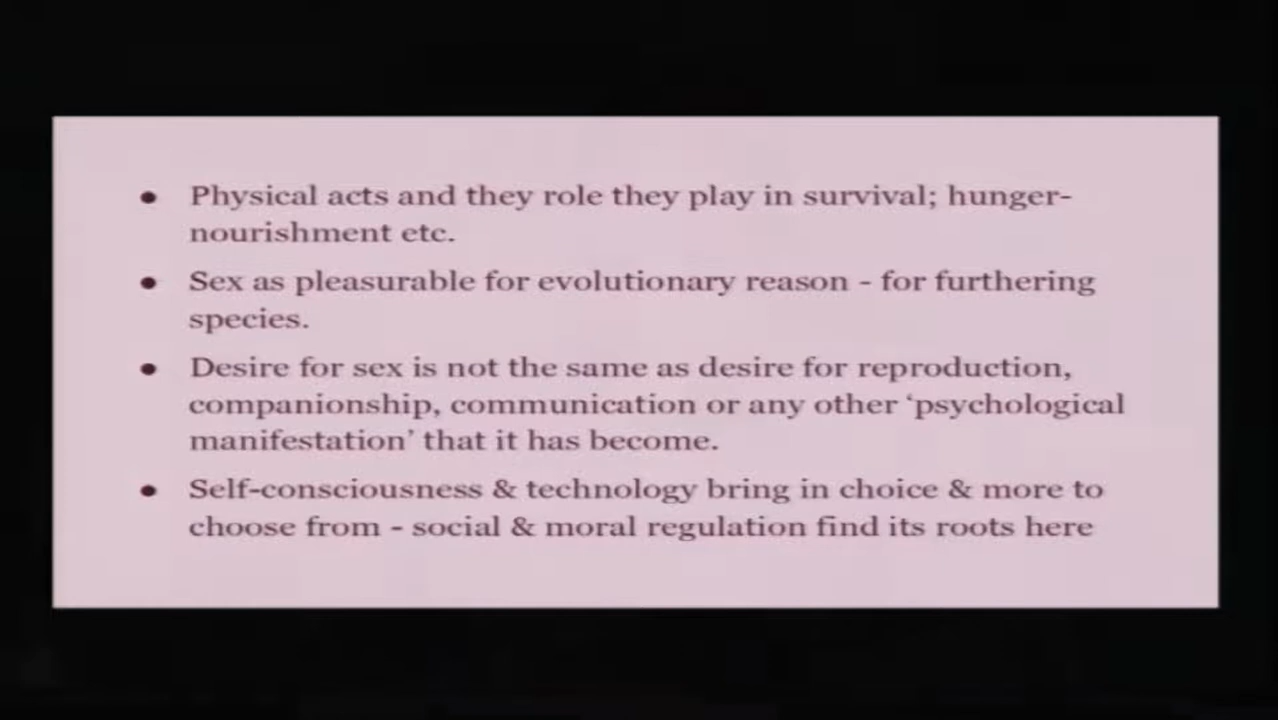 • Physical acts and they role they play in survival; hunger-
nourishment etc.
• Sex as pleasurable for evolutionary reason - for furthering
species.
• Desire for sex is not the same as desire for reproduction,
companionship, communication or any other ‘psychological
manifestation’ that it has become.
• Self-consciousness & technology bring in choice & more to
choose from - social & moral regulation find its roots here